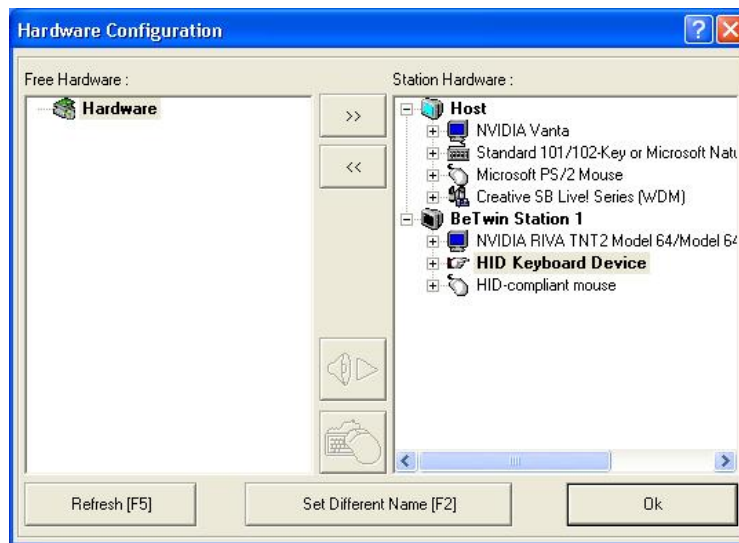 Hardware Configuration
Free Hardware :
Hardware
>>
<<
Station Hardware :
Host
NVIDIA Vanta
Standard 101/102-Key or Microsoft Natu
Microsoft PS/2 Mouse
Creative SB Live! Series (WDM)
BeTwin Station 1
NVIDIA RIVA TNT2 Model 64/Model 64
HID Keyboard Device
HID-compliant mouse
Refresh [F5]
Set Different Name [F2]
Ok